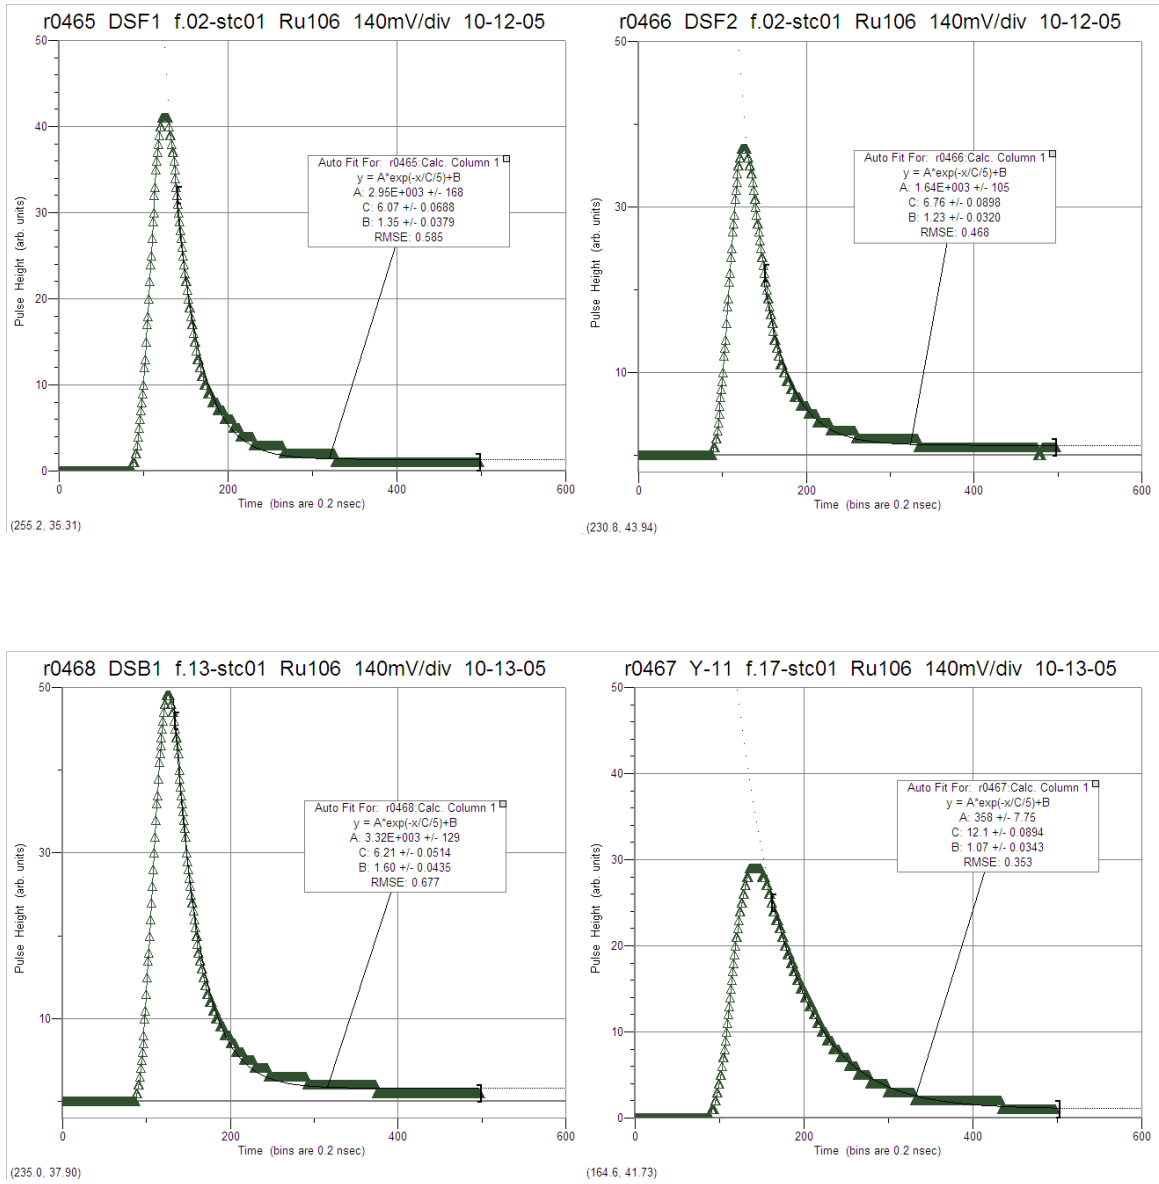 r0465 DSF1 f.02-stc01 Ru106 140mV/div 10-12-05
50
40
30
20
10
0
Pulse Height (arb. units)
Auto Fit For: r0465:Calc. Column 1
y = A*exp(-x/C/5)+B
A: 2.95E+003 +/- 168
C: 6.07 +/- 0.0688
B: 1.35 +/- 0.0379
RMSE: 0.585
0 200 400 600
Time (bins are 0.2 nsec)
(255.2, 35.31)
r0466 DSF2 f.02-stc01 Ru106 140mV/div 10-12-05
50
30
10
Pulse Height (arb. units)
Auto Fit For: r0466:Calc. Column 1
y = A*exp(-x/C/5)+B
A: 1.64E+003 +/- 105
C: 6.76 +/- 0.0898
B: 1.23 +/- 0.0320
RMSE: 0.468
0 200 400 600
Time (bins are 0.2 nsec)
(230.8, 43.94)
r0468 DSB1 f.13-stc01 Ru106 140mV/div 10-13-05
50
30
10
Pulse Height (arb. units)
Auto Fit For: r0468:Calc. Column 1
y = A*exp(-x/C/5)+B
A: 3.32E+003 +/- 129
C: 6.21 +/- 0.0514
B: 1.60 +/- 0.0435
RMSE: 0.677
0 200 400 600
Time (bins are 0.2 nsec)
(235.0, 37.90)
r0467 Y-11 f.17-stc01 Ru106 140mV/div 10-13-05
50
40
30
20
10
0
Pulse Height (arb. units)
Auto Fit For: r0467:Calc. Column 1
y = A*exp(-x/C/5)+B
A: 358 +/- 7.75
C: 12.1 +/- 0.0894
B: 1.07 +/- 0.0343
RMSE: 0.353
0 200 400 600
Time (bins are 0.2 nsec)
(164.6, 41.73)